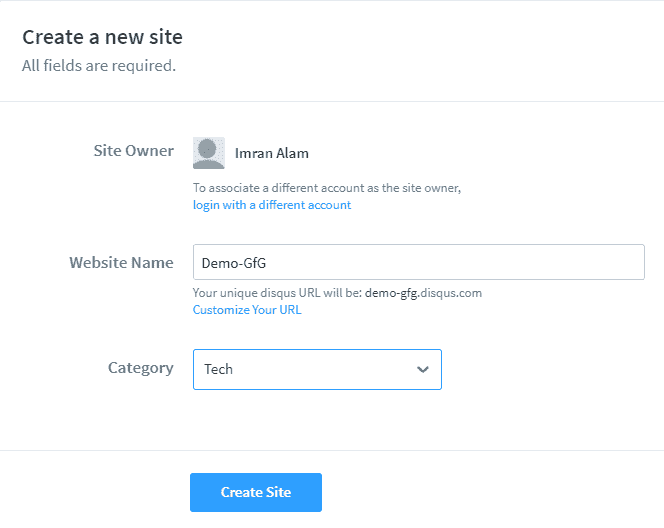 Create a new site
All fields are required.
Site Owner
Imran Alam
To associate a different account as the site owner,
login with a different account
Website Name
Demo-GfG
Your unique disqus URL will be: demo-gfg.disqus.com
Customize Your URL
Category
Tech
Create Site